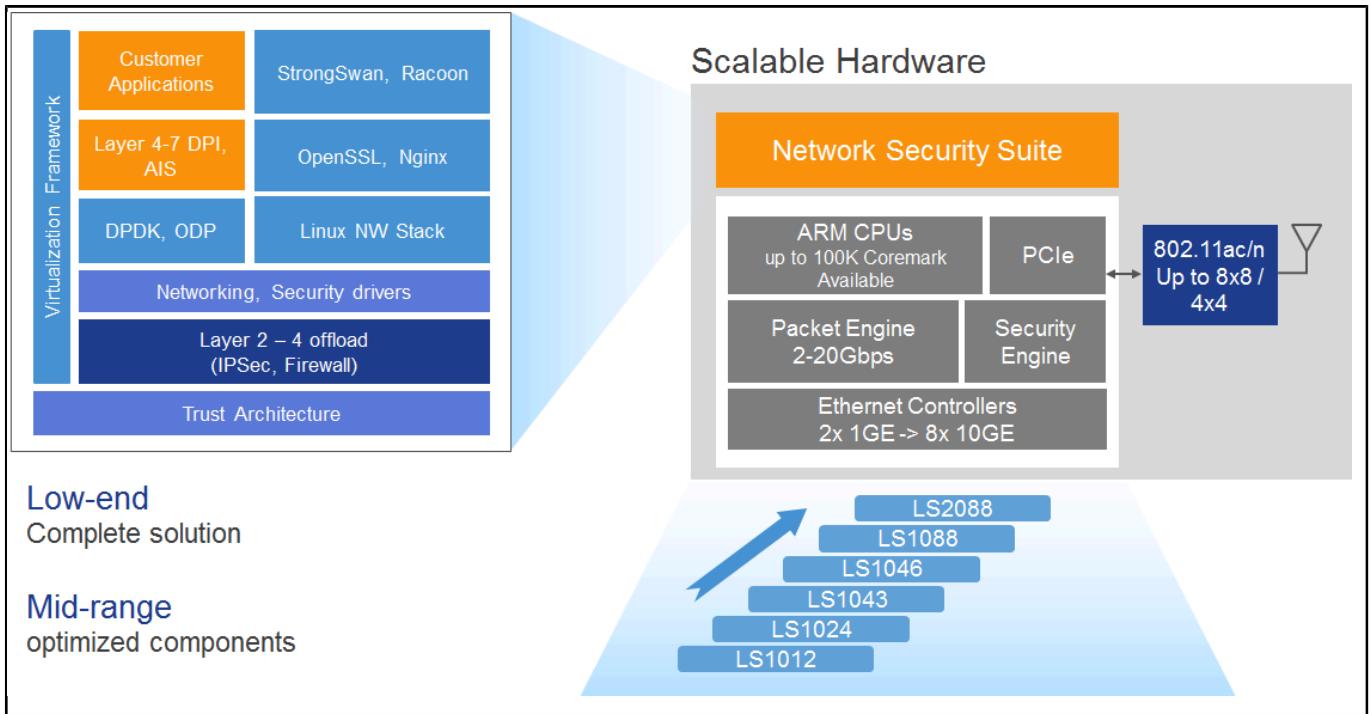 Virtualization Framework
Customer
Applications
StrongSwan, Racoon
Layer 4-7 DPI,
AIS
OpenSSL, Nginx
DPDK, ODP
Linux NW Stack
Networking, Security drivers
Layer 2 – 4 offload
(IPSec, Firewall)
Trust Architecture
Low-end
Complete solution
Mid-range
optimized components
Scalable Hardware
Network Security Suite
ARM CPUs
up to 100K Coremark
Available
PCIe
802.11ac/n
Up to 8x8 /
4x4
Packet Engine
2-20Gbps
Security
Engine
Ethernet Controllers
2x 1GE -> 8x 10GE
LS2088
LS1088
LS1046
LS1043
LS1024
LS1012